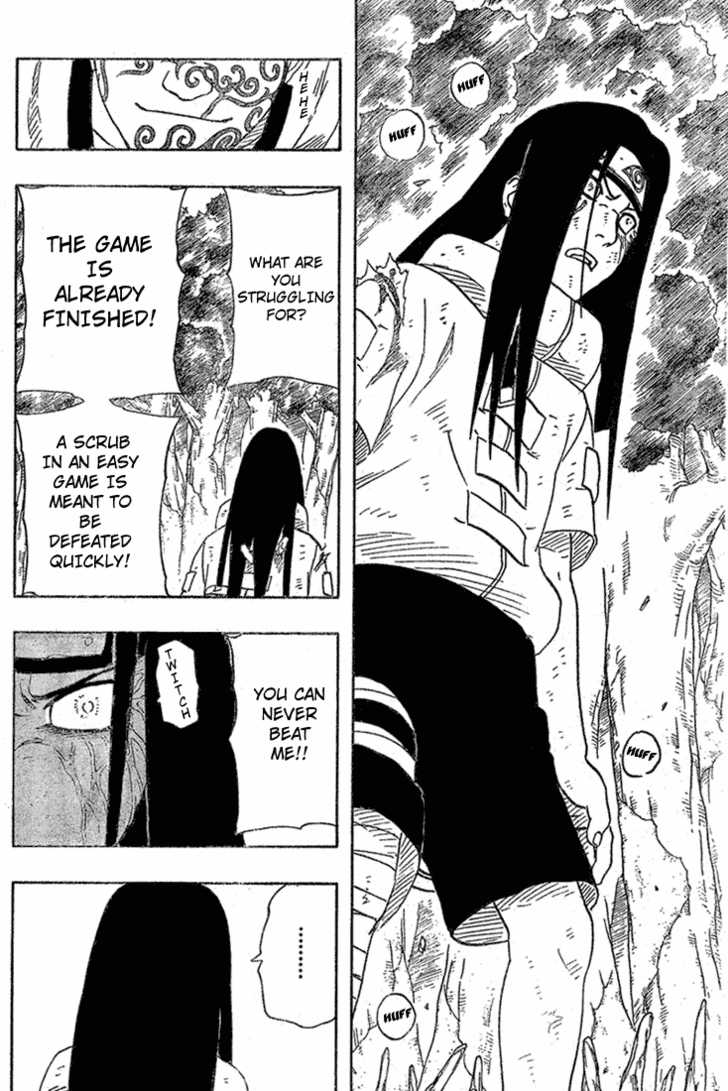 HUFF
HUFF
HUFF
HUFF
HEHE
WHAT ARE
YOU
STRUGGLING
FOR?
THE GAME
IS
ALREADY
FINISHED!
A SCRUB
IN AN EASY
GAME IS
MEANT TO
BE
DEFEATED
QUICKLY!
YOU CAN
NEVER
BEAT
ME!!
TWITCH
........